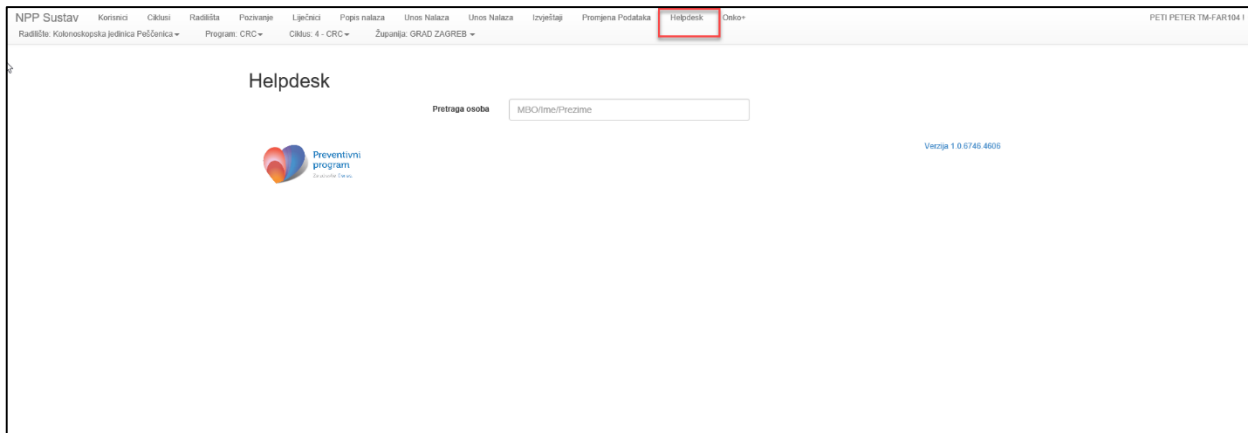 NPP Sustav Korisnici Ciklusi Radilišta Pozivanje Liječnici Popis nalaza Unos Nalaza Unos Nalaza Izvještaji Promjena Podataka Helpdesk Onko+ PETI PETER TM-FAR104 !
Radilište: Kolonoskopska jedinica Peščenica Program: CRC Ciklus: 4 - CRC Županija: GRAD ZAGREB
Helpdesk
Pretraga osoba MBO/Ime/Prezime
Preventivni
program
Verzija 1.0.6746.4606